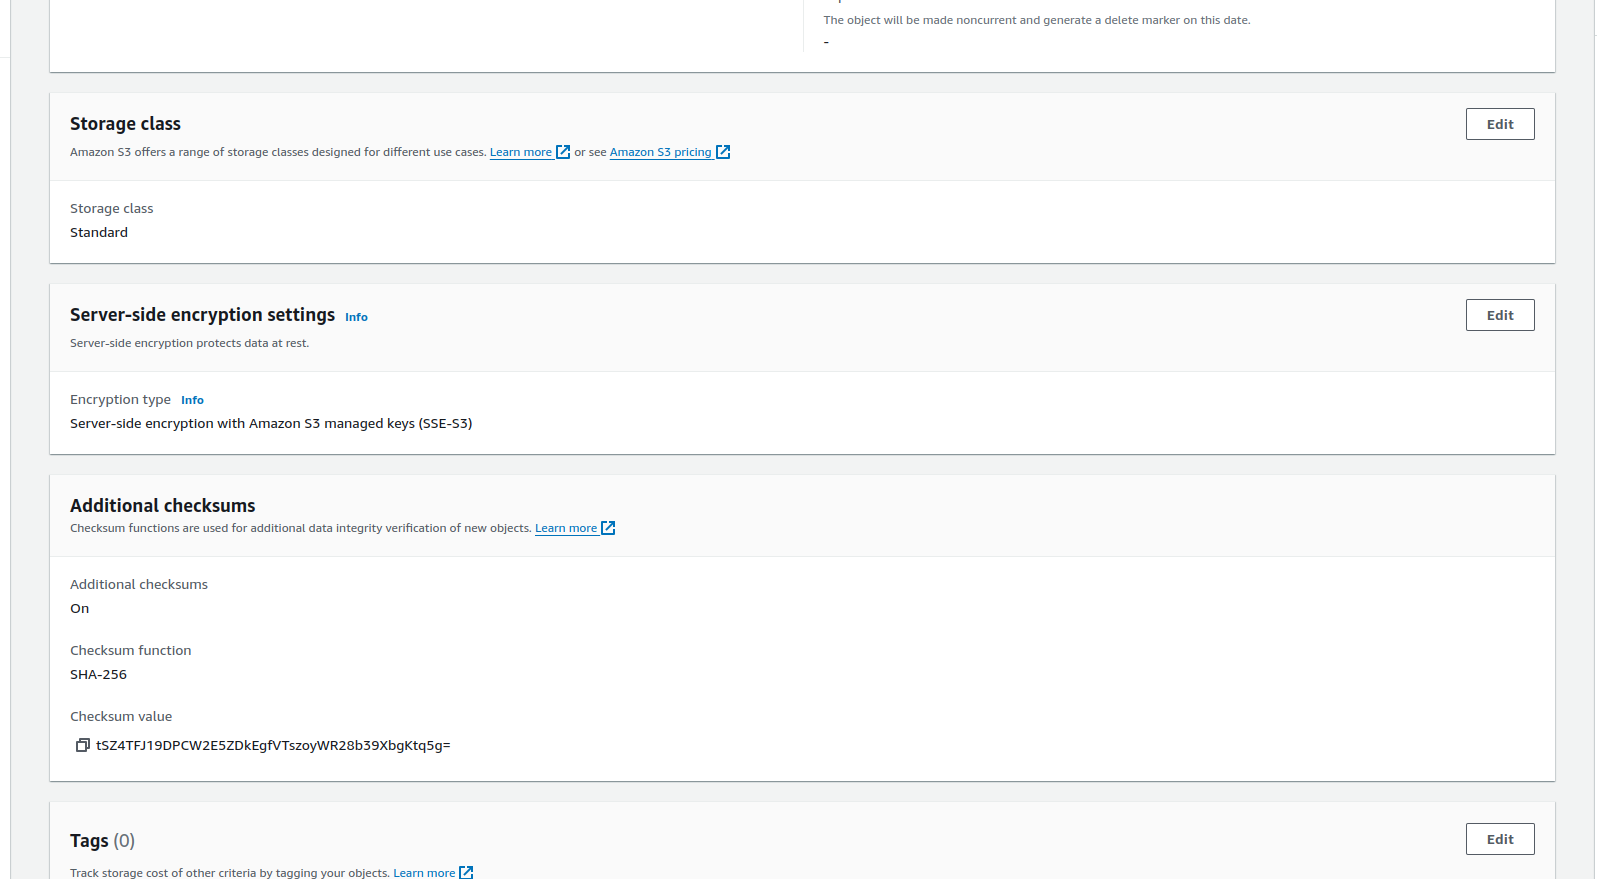 The object will be made noncurrent and generate a delete marker on this date.
-
Storage class
Edit
Amazon S3 offers a range of storage classes designed for different use cases. Learn more or see Amazon S3 pricing
Storage class
Standard
Server-side encryption settings Info
Edit
Server-side encryption protects data at rest.
Encryption type Info
Server-side encryption with Amazon S3 managed keys (SSE-S3)
Additional checksums
Checksum functions are used for additional data integrity verification of new objects. Learn more
Additional checksums
On
Checksum function
SHA-256
Checksum value
tSZ4TFJ19DPCW2E5ZDkEgfVTszoyWR28b39XbgKtq5g=
Tags (0)
Edit
Track storage cost of other criteria by tagging your objects. Learn more